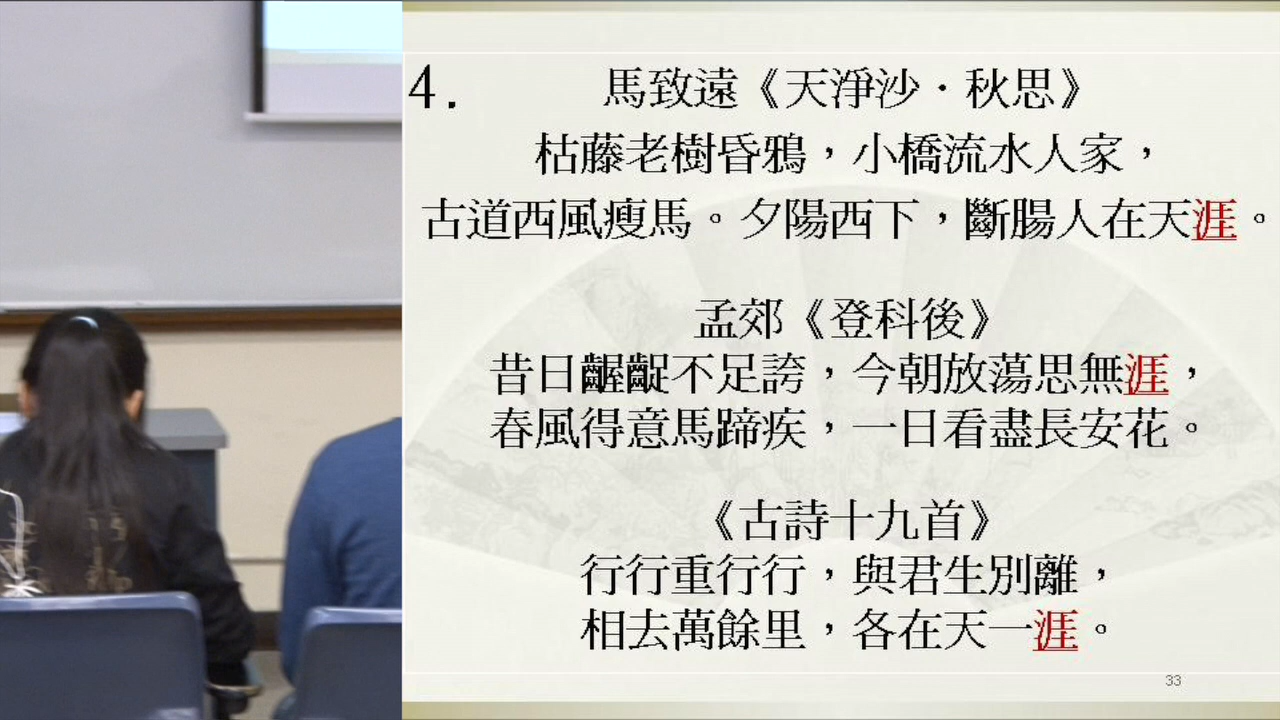 4. 馬致遠《天淨沙．秋思》
枯藤老樹昏鴉，小橋流水人家，
古道西風瘦馬。夕陽西下，斷腸人在天涯。
孟郊《登科後》
昔日齷齪不足誇，今朝放蕩思無涯，
春風得意馬蹄疾，一日看盡長安花。
《古詩十九首》
行行重行行，與君生別離，
相去萬餘里，各在天一涯。
33